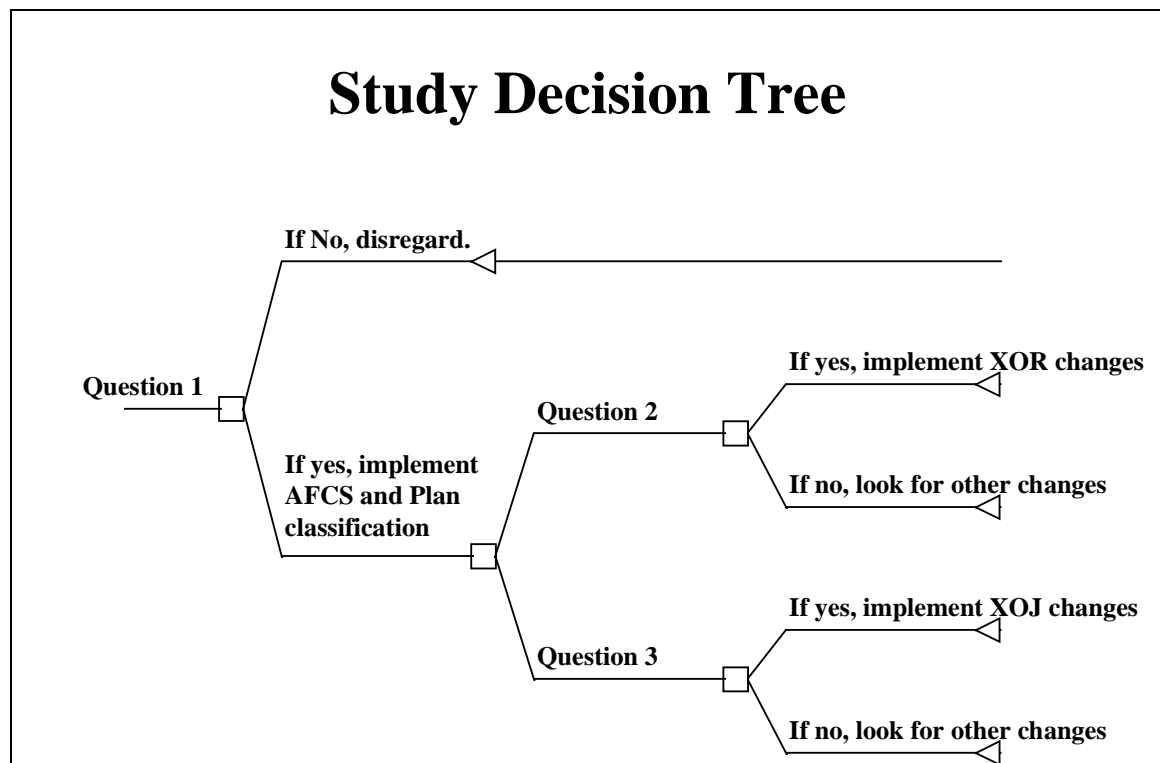 Study Decision Tree
If No, disregard.
If yes, implement XOR changes
Question 1
Question 2
If yes, implement
AFCS and Plan
classification
If no, look for other changes
If yes, implement XOJ changes
Question 3
If no, look for other changes